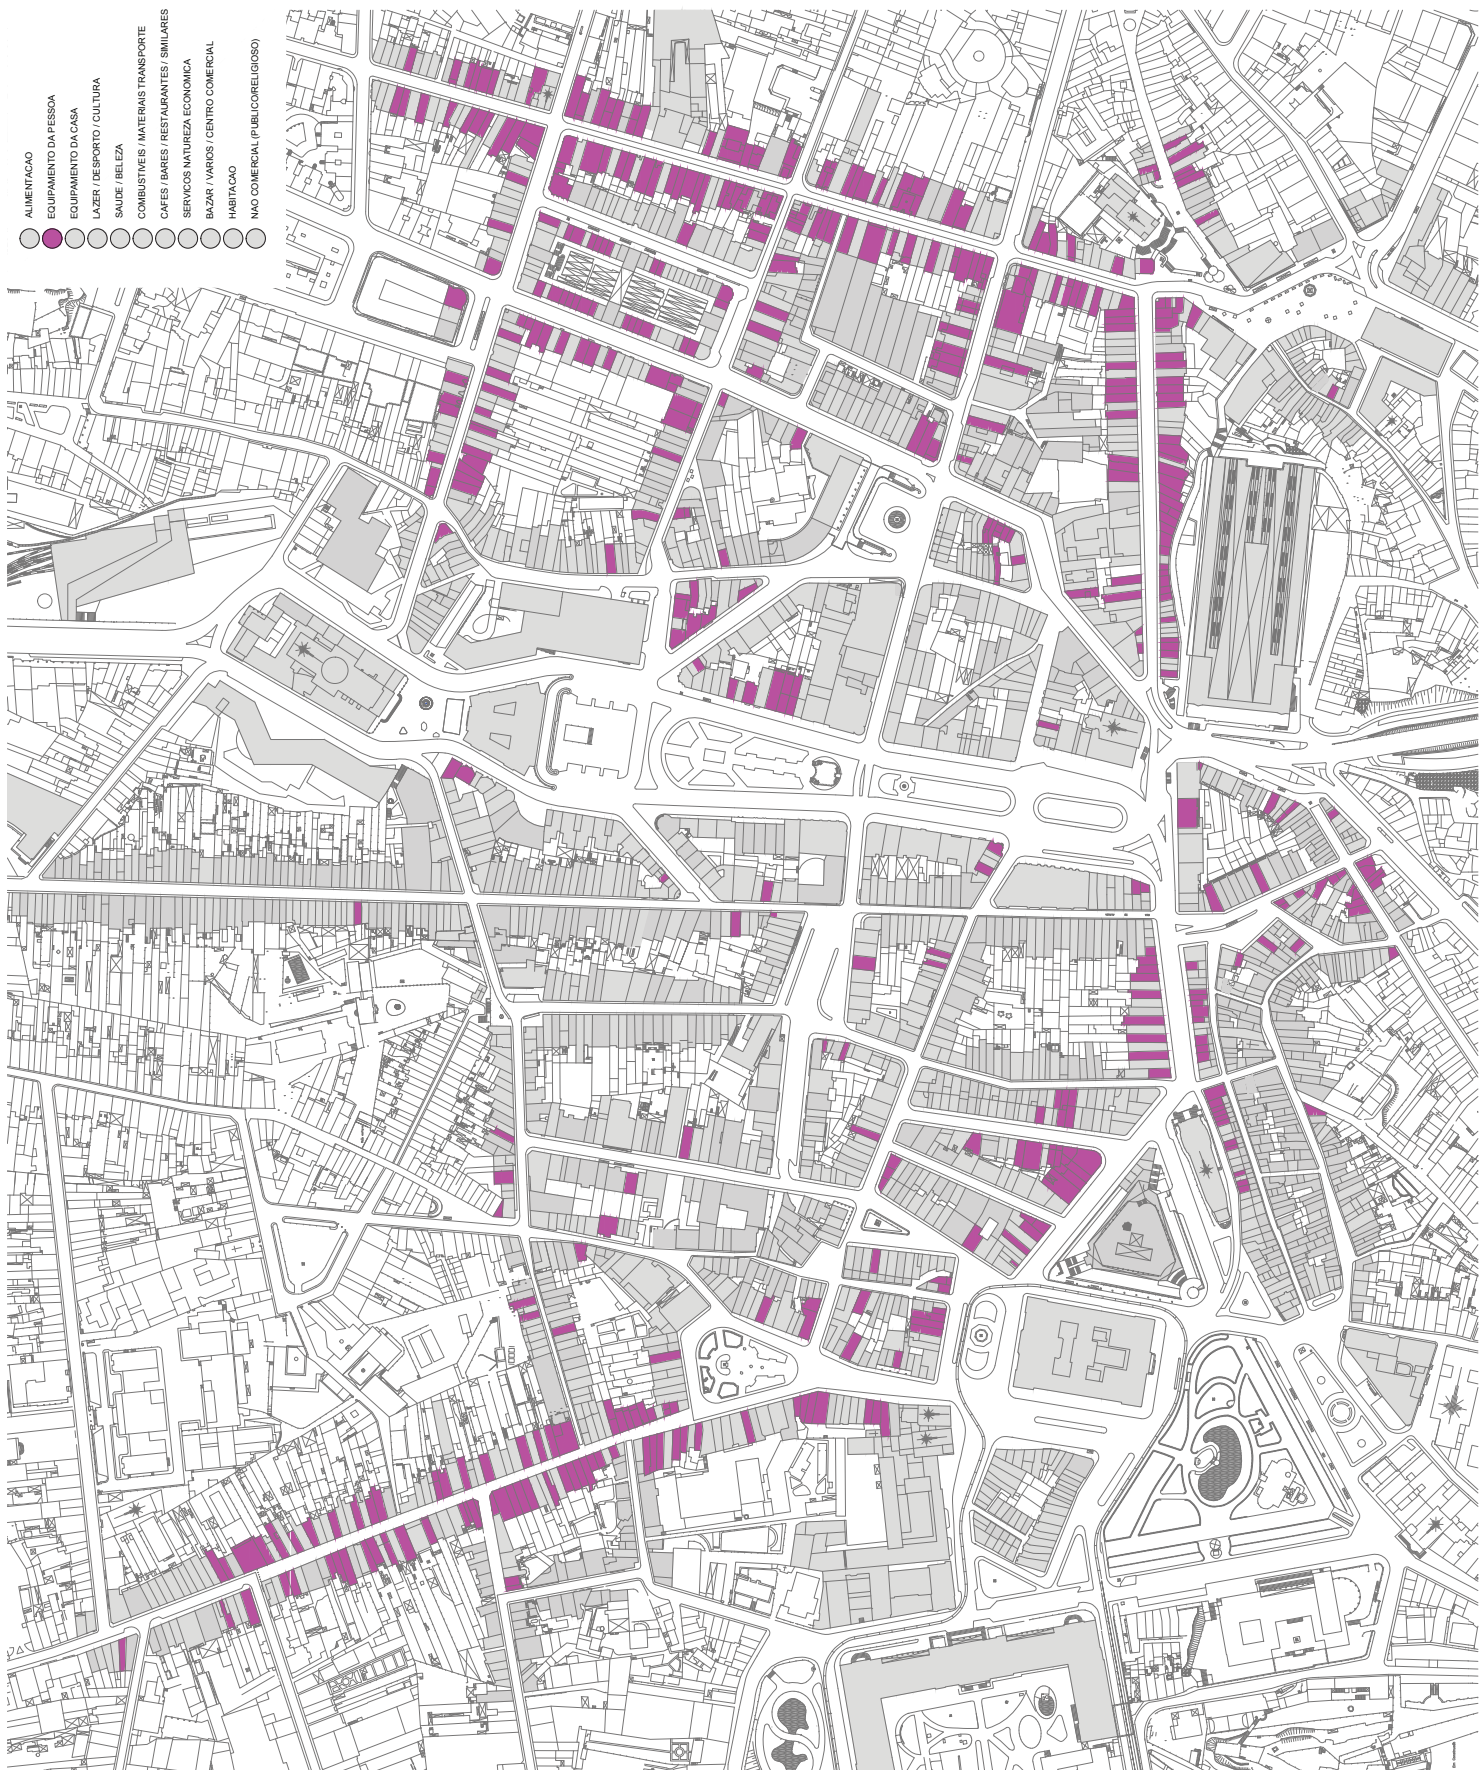 ALIMENTACAO
EQUIPAMENTO DA PESSOA
EQUIPAMENTO DA CASA
LAZER / DESPORTO / CULTURA
SAUDE / BELEZA
COMBUSTIVEIS / MATERIAIS TRANSPORTE
CAFES / BARES / RESTAURANTES / SIMILARES
SERVICOS NATUREZA ECONOMICA
BAZAR / VARIOS / CENTRO COMERCIAL
HABITACAO
NAO COMERCIAL (PUBLICO/RELIGIOSO)